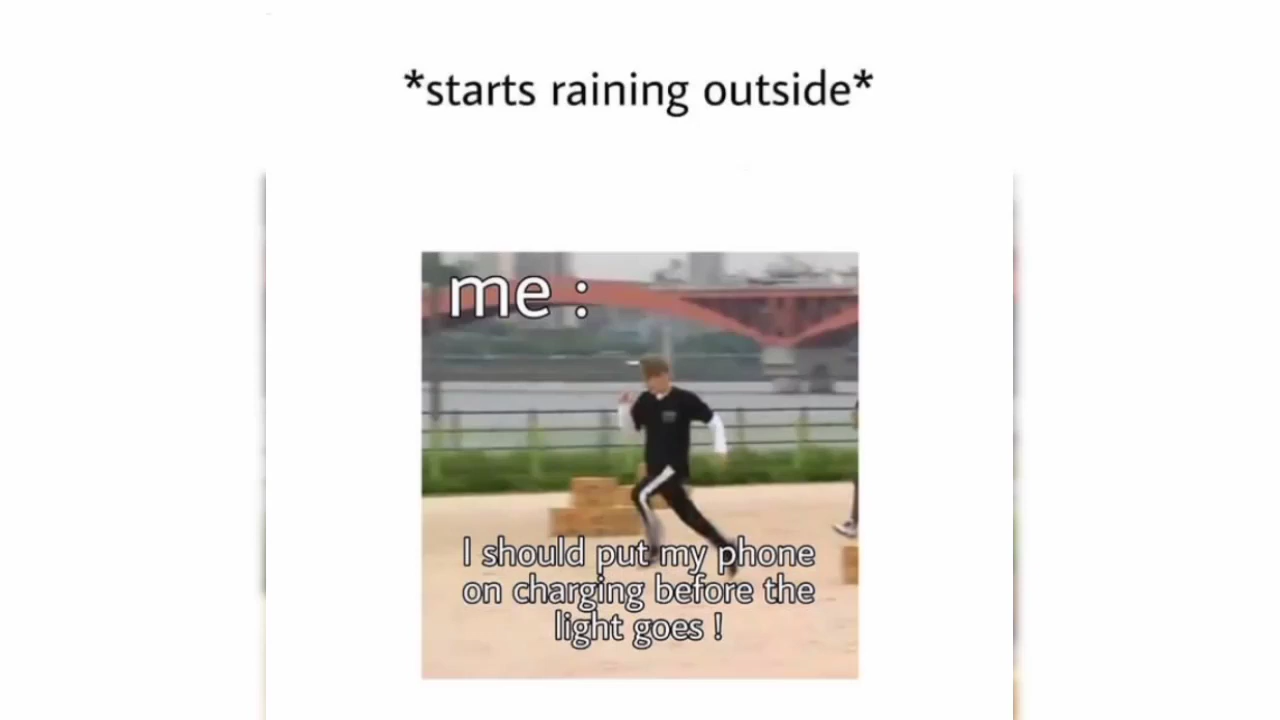 *starts raining outside*
me :
I should put my phone
on charging before the
light goes !